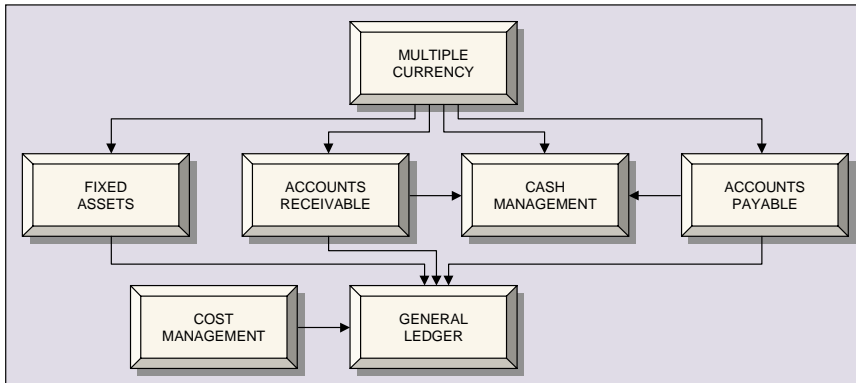 MULTIPLE
CURRENCY
FIXED
ASSETS
ACCOUNTS
RECEIVABLE
CASH
MANAGEMENT
ACCOUNTS
PAYABLE
COST
MANAGEMENT
GENERAL
LEDGER